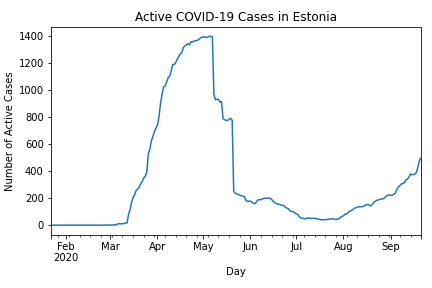 Active COVID-19 Cases in Estonia
Number of Active Cases
1400
1200
1000
800
600
400
200
0
Feb Mar Apr May Jun Jul Aug Sep
2020
Day